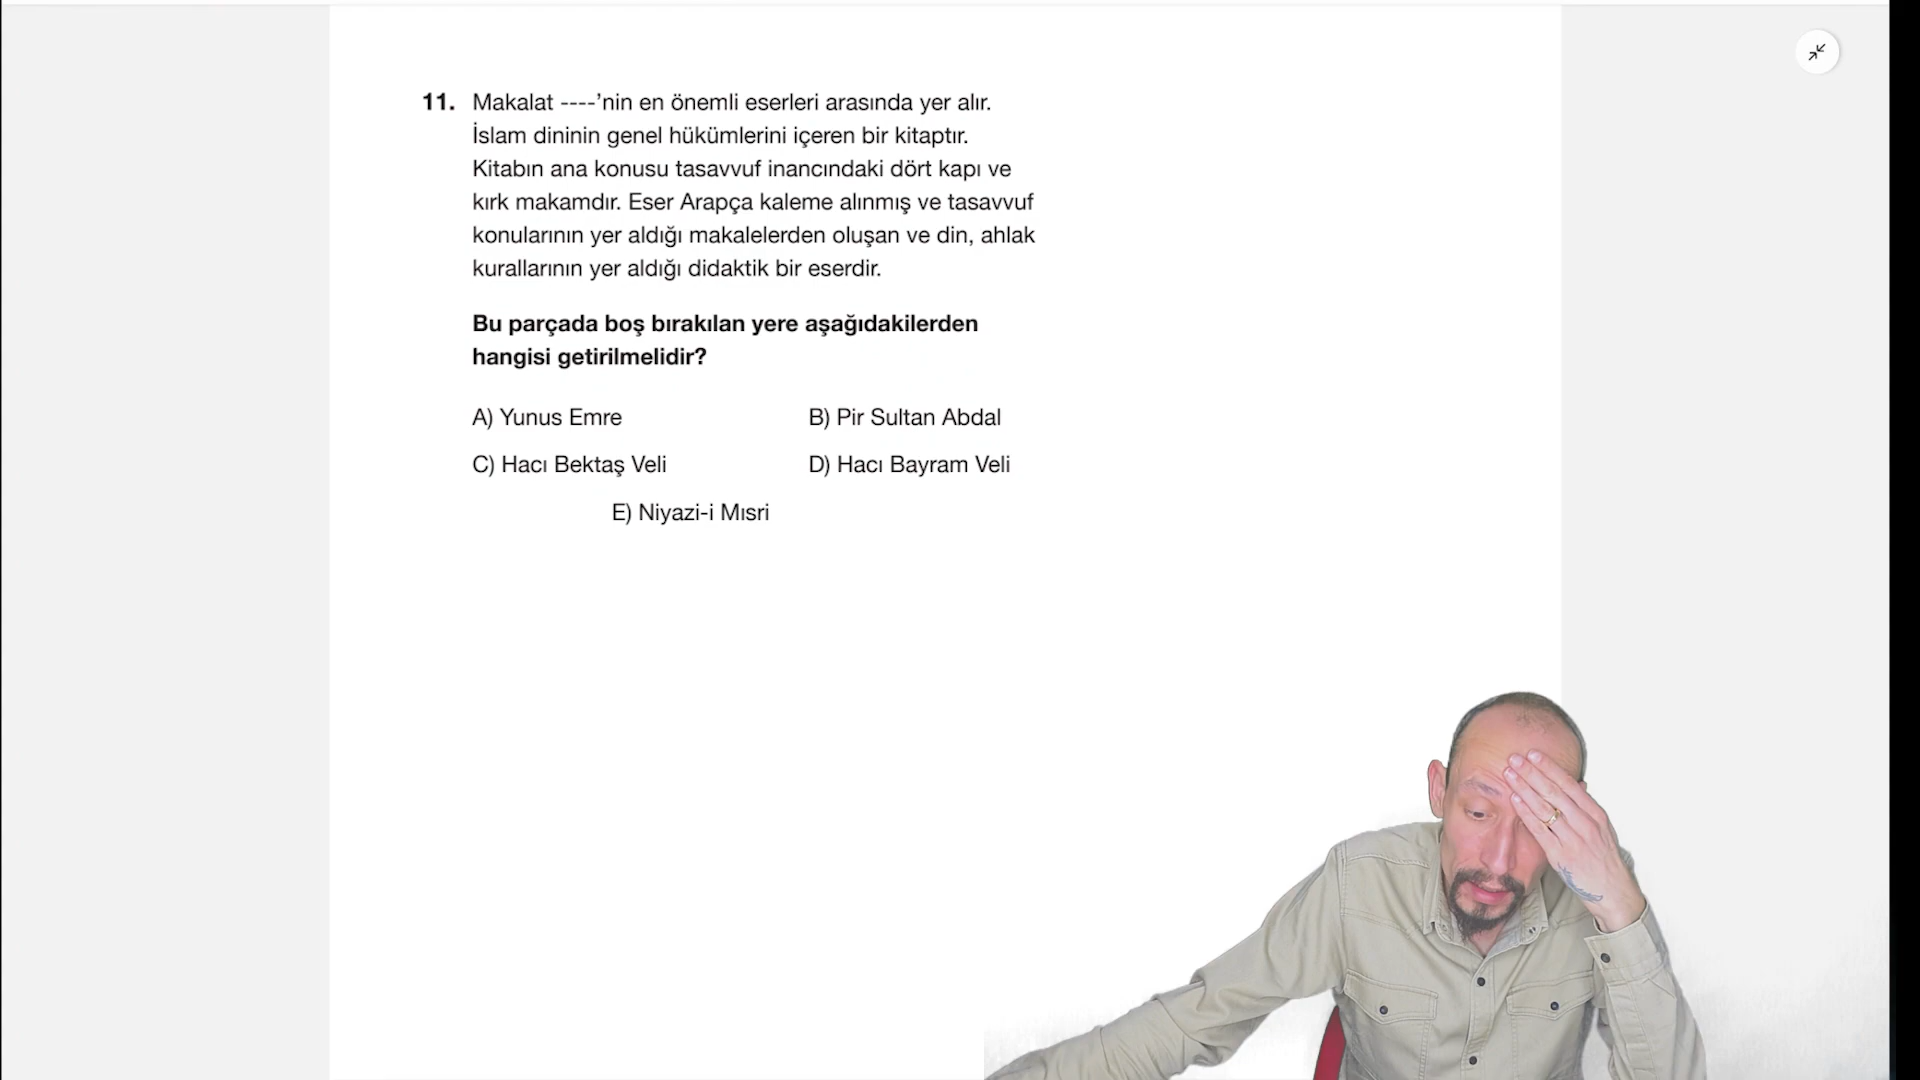 11. Makalat ----’nin en önemli eserleri arasında yer alır.
İslam dininin genel hükümlerini içeren bir kitaptır.
Kitabın ana konusu tasavvuf inancındaki dört kapı ve
kırk makamdır. Eser Arapça kaleme alınmış ve tasavvuf
konularının yer aldığı makalelerden oluşan ve din, ahlak
kurallarının yer aldığı didaktik bir eserdir.
Bu parçada boş bırakılan yere aşağıdakilerden
hangisi getirilmelidir?
A) Yunus Emre B) Pir Sultan Abdal
C) Hacı Bektaş Veli D) Hacı Bayram Veli
E) Niyazi-i Mısri